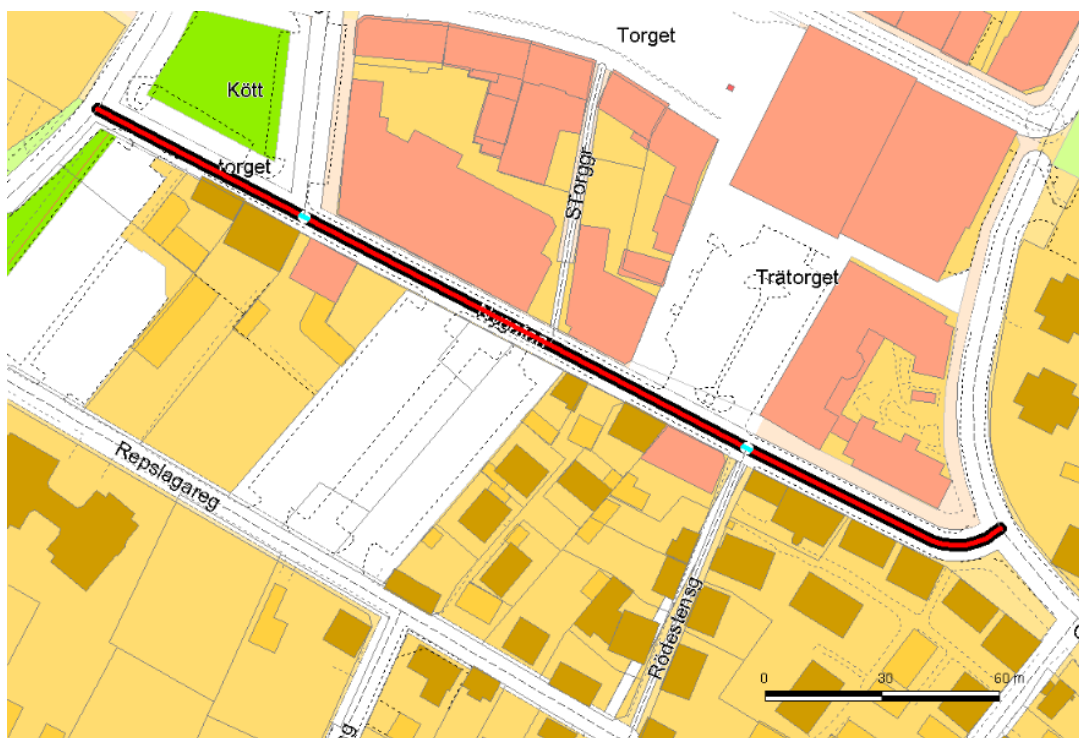 Torget
Kött
torget
S Torggr
Trätorget
Repslagareg
Rödestensg
0 30 60 m